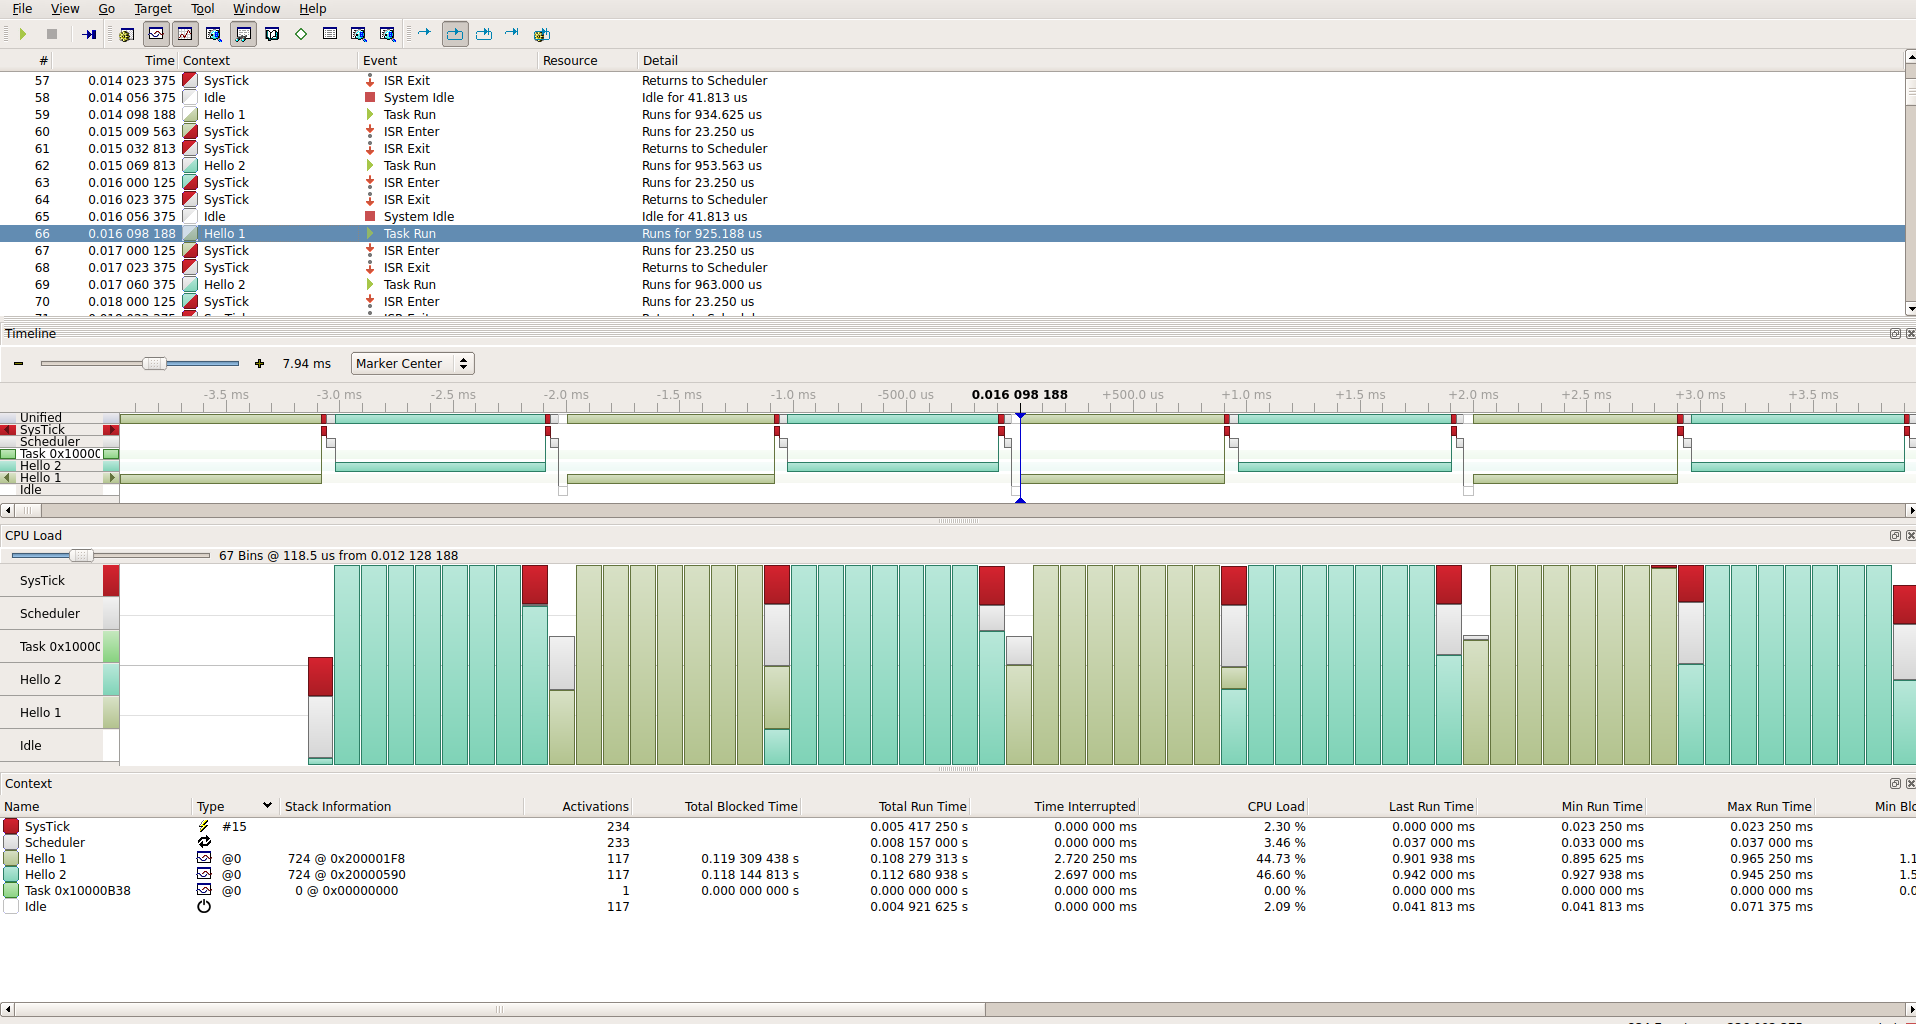 File View Go Target Tool Window Help
# Time Context Event Resource Detail
57 0.014 023 375 SysTick ISR Exit Returns to Scheduler
58 0.014 056 375 Idle System Idle Idle for 41.813 us
59 0.014 098 188 Hello 1 Task Run Runs for 934.625 us
60 0.015 009 563 SysTick ISR Enter Runs for 23.250 us
61 0.015 032 813 SysTick ISR Exit Returns to Scheduler
62 0.015 069 813 Hello 2 Task Run Runs for 953.563 us
63 0.016 000 125 SysTick ISR Enter Runs for 23.250 us
64 0.016 023 375 SysTick ISR Exit Returns to Scheduler
65 0.016 056 375 Idle System Idle Idle for 41.813 us
66 0.016 098 188 Hello 1 Task Run Runs for 925.188 us
67 0.017 000 125 SysTick ISR Enter Runs for 23.250 us
68 0.017 023 375 SysTick ISR Exit Returns to Scheduler
69 0.017 060 375 Hello 2 Task Run Runs for 963.000 us
70 0.018 000 125 SysTick ISR Enter Runs for 23.250 us
Timeline
7.94 ms Marker Center
-3.5 ms -3.0 ms -2.5 ms -2.0 ms -1.5 ms -1.0 ms -500.0 us 0.016 098 188 +500.0 us +1.0 ms +1.5 ms +2.0 ms +2.5 ms +3.0 ms +3.5 ms
Unified
SysTick
Scheduler
Task 0x1000
Hello 2
Hello 1
Idle
CPU Load
67 Bins @ 118.5 us from 0.012 128 188
SysTick
Scheduler
Task 0x1000
Hello 2
Hello 1
Idle
Context
Name Type Stack Information Activations Total Blocked Time Total Run Time Time Interrupted CPU Load Last Run Time Min Run Time Max Run Time Min Blo
SysTick #15 234 0.005 417 250 s 0.000 000 ms 2.30 % 0.000 000 ms 0.023 250 ms 0.023 250 ms
Scheduler 233 0.008 157 000 s 0.000 000 ms 3.46 % 0.037 000 ms 0.033 000 ms 0.037 000 ms
Hello 1 @0 724 @ 0x200001F8 117 0.119 309 438 s 0.108 279 313 s 2.720 250 ms 44.73 % 0.901 938 ms 0.895 625 ms 0.965 250 ms 1.1
Hello 2 @0 724 @ 0x20000590 117 0.118 144 813 s 0.112 680 938 s 2.697 000 ms 46.60 % 0.942 000 ms 0.927 938 ms 0.945 250 ms 1.5
Task 0x10000B38 @0 0 @ 0x00000000 1 0.000 000 000 s 0.000 000 000 s 0.000 000 ms 0.00 % 0.000 000 ms 0.000 000 ms 0.000 000 ms 0.0
Idle 117 0.004 921 625 s 0.000 000 ms 2.09 % 0.041 813 ms 0.041 813 ms 0.071 375 ms